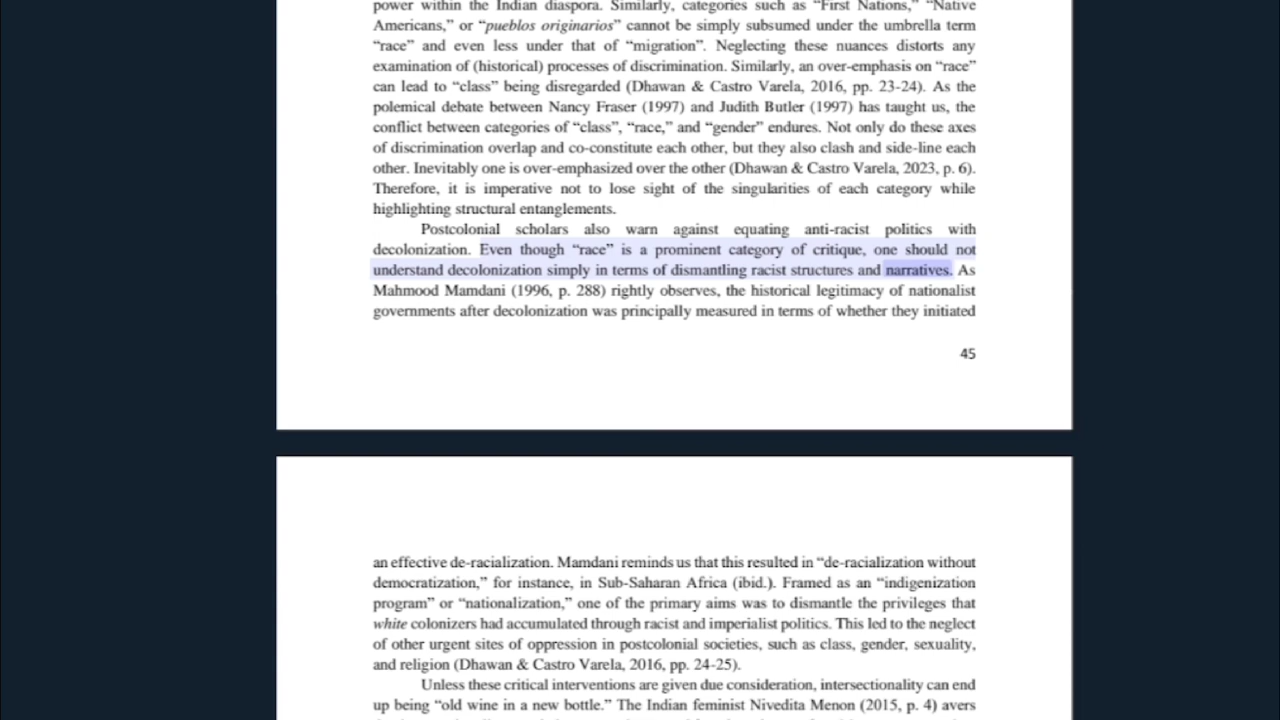 power within the Indian diaspora. Similarly, categories such as “First Nations,” “Native
Americans,” or “pueblos originarios” cannot be simply subsumed under the umbrella term
“race” and even less under that of “migration”. Neglecting these nuances distorts any
examination of (historical) processes of discrimination. Similarly, an over-emphasis on “race”
can lead to “class” being disregarded (Dhawan & Castro Varela, 2016, pp. 23-24). As the
polemical debate between Nancy Fraser (1997) and Judith Butler (1997) has taught us, the
conflict between categories of “class”, “race,” and “gender” endures. Not only do these axes
of discrimination overlap and co-constitute each other, but they also clash and side-line each
other. Inevitably one is over-emphasized over the other (Dhawan & Castro Varela, 2023, p. 6).
Therefore, it is imperative not to lose sight of the singularities of each category while
highlighting structural entanglements.
Postcolonial scholars also warn against equating anti-racist politics with
decolonization. Even though “race” is a prominent category of critique, one should not
understand decolonization simply in terms of dismantling racist structures and narratives. As
Mahmood Mamdani (1996, p. 288) rightly observes, the historical legitimacy of nationalist
governments after decolonization was principally measured in terms of whether they initiated
45
an effective de-racialization. Mamdani reminds us that this resulted in “de-racialization without
democratization,” for instance, in Sub-Saharan Africa (ibid.). Framed as an “indigenization
program” or “nationalization,” one of the primary aims was to dismantle the privileges that
white colonizers had accumulated through racist and imperialist politics. This led to the neglect
of other urgent sites of oppression in postcolonial societies, such as class, gender, sexuality,
and religion (Dhawan & Castro Varela, 2016, pp. 24-25).
Unless these critical interventions are given due consideration, intersectionality can end
up being “old wine in a new bottle.” The Indian feminist Nivedita Menon (2015, p. 4) avers